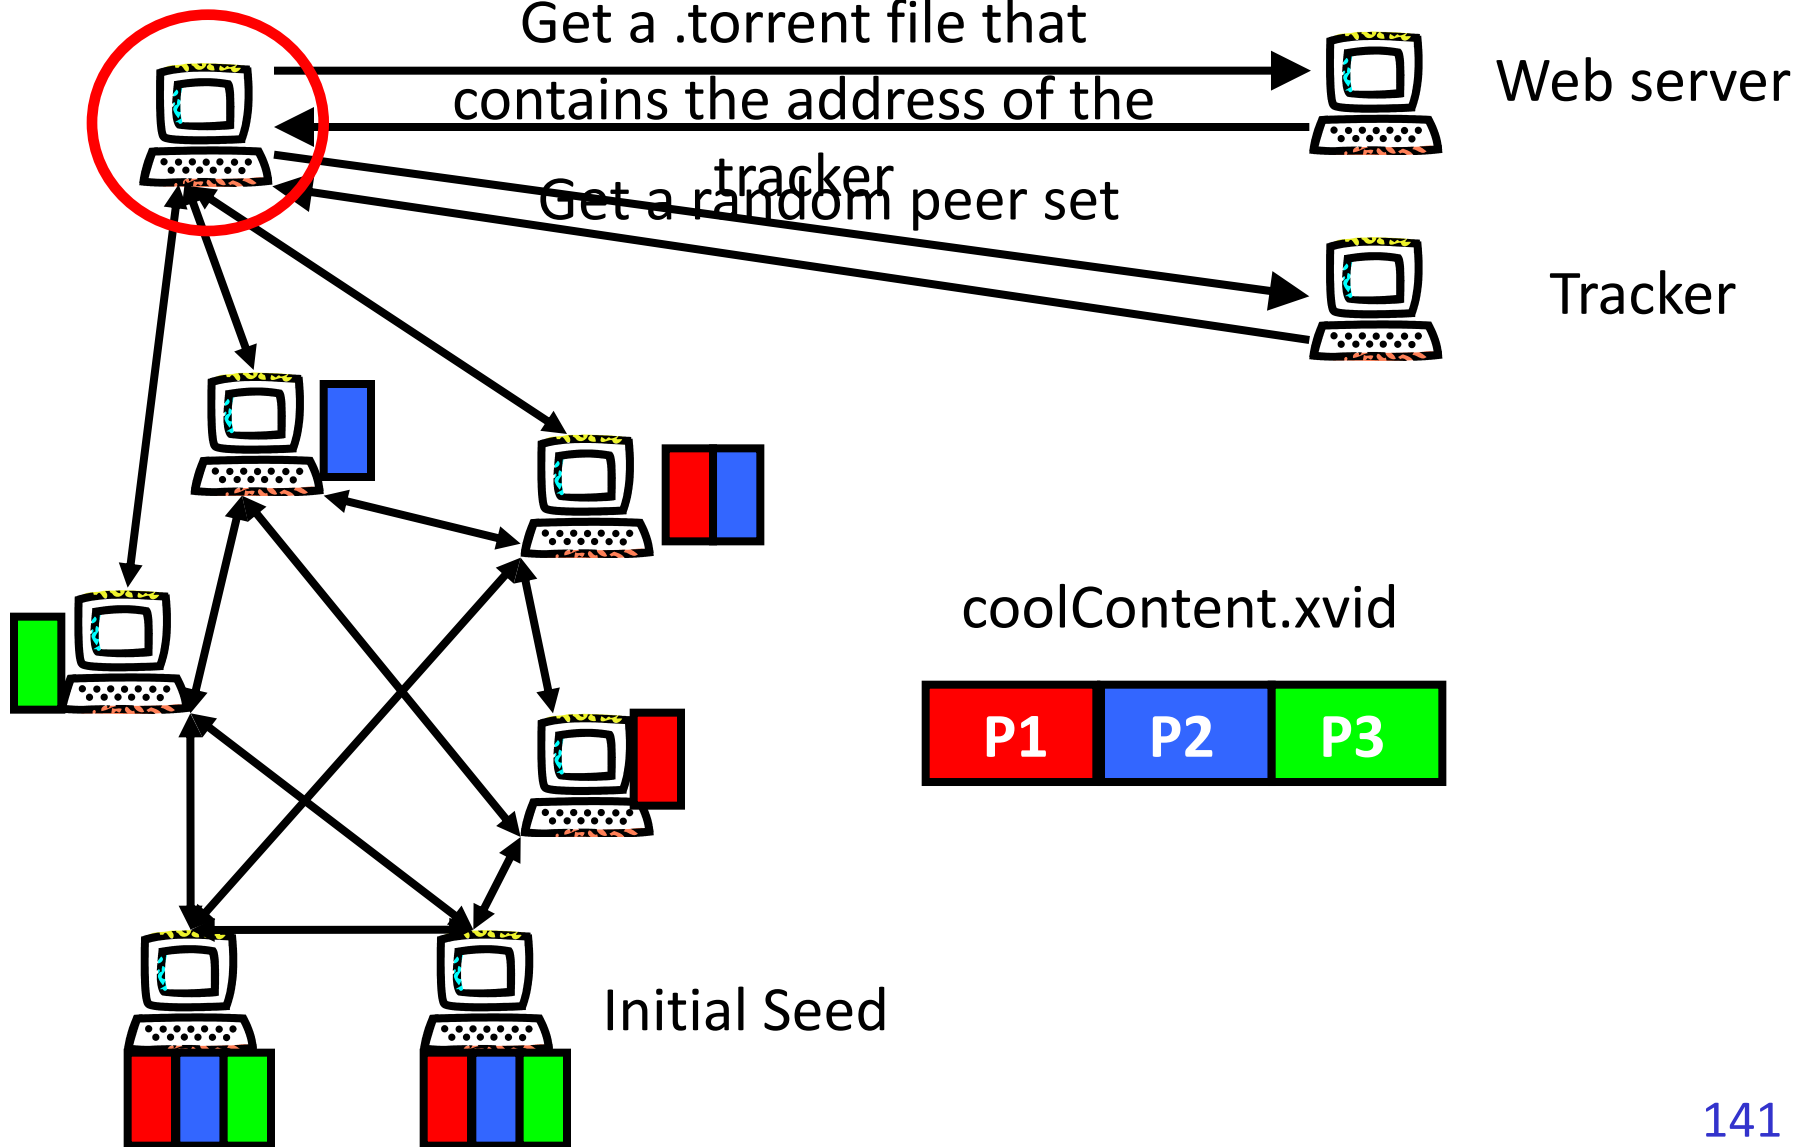 Get a .torrent file that
contains the address of the
tracker
Get a random peer set
Web server
Tracker
coolContent.xvid
P1 P2 P3
Initial Seed
141